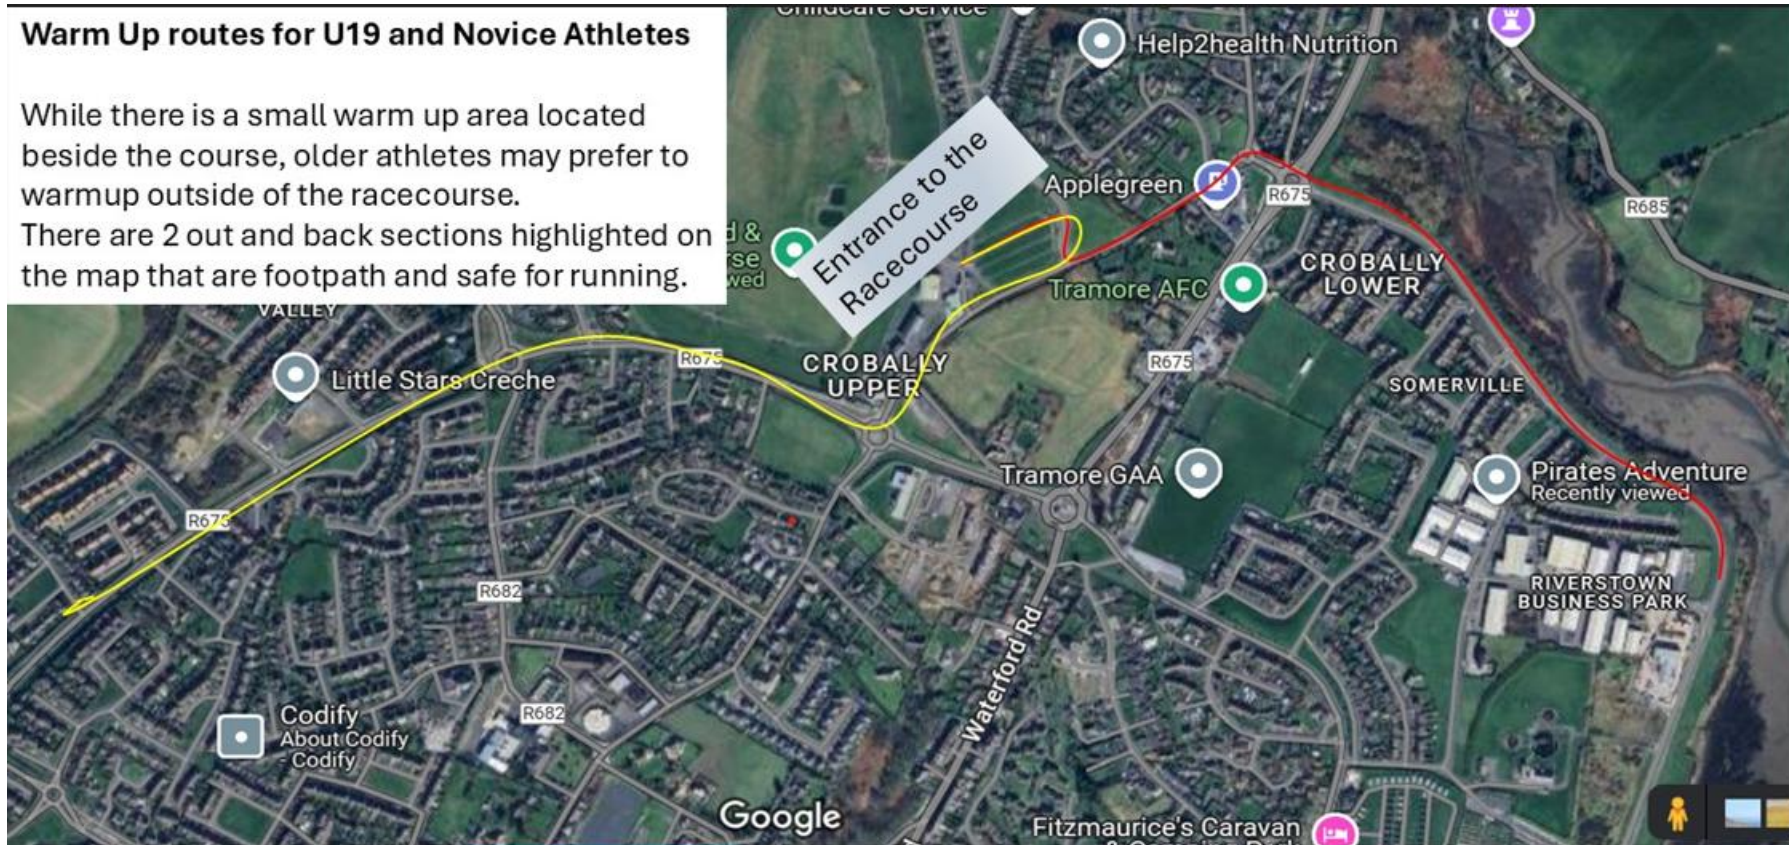 Warm Up routes for U19 and Novice Athletes
While there is a small warm up area located
beside the course, older athletes may prefer to
warmup outside of the racecourse.
There are 2 out and back sections highlighted on
the map that are footpath and safe for running.
Childcare Service
Help2health Nutrition
Entrance to the
Racecourse
Applegreen
R675
R685
d &
rse
wed
Tramore AFC
CROBALLY
LOWER
VALLEY
Little Stars Creche
R675
CROBALLY
UPPER
R675
SOMERVILLE
Tramore GAA
Pirates Adventure
Recently viewed
R675
R682
RIVERSTOWN
BUSINESS PARK
Waterford Rd
R682
Codify
About Codify
- Codify
Google
Fitzmaurice's Caravan